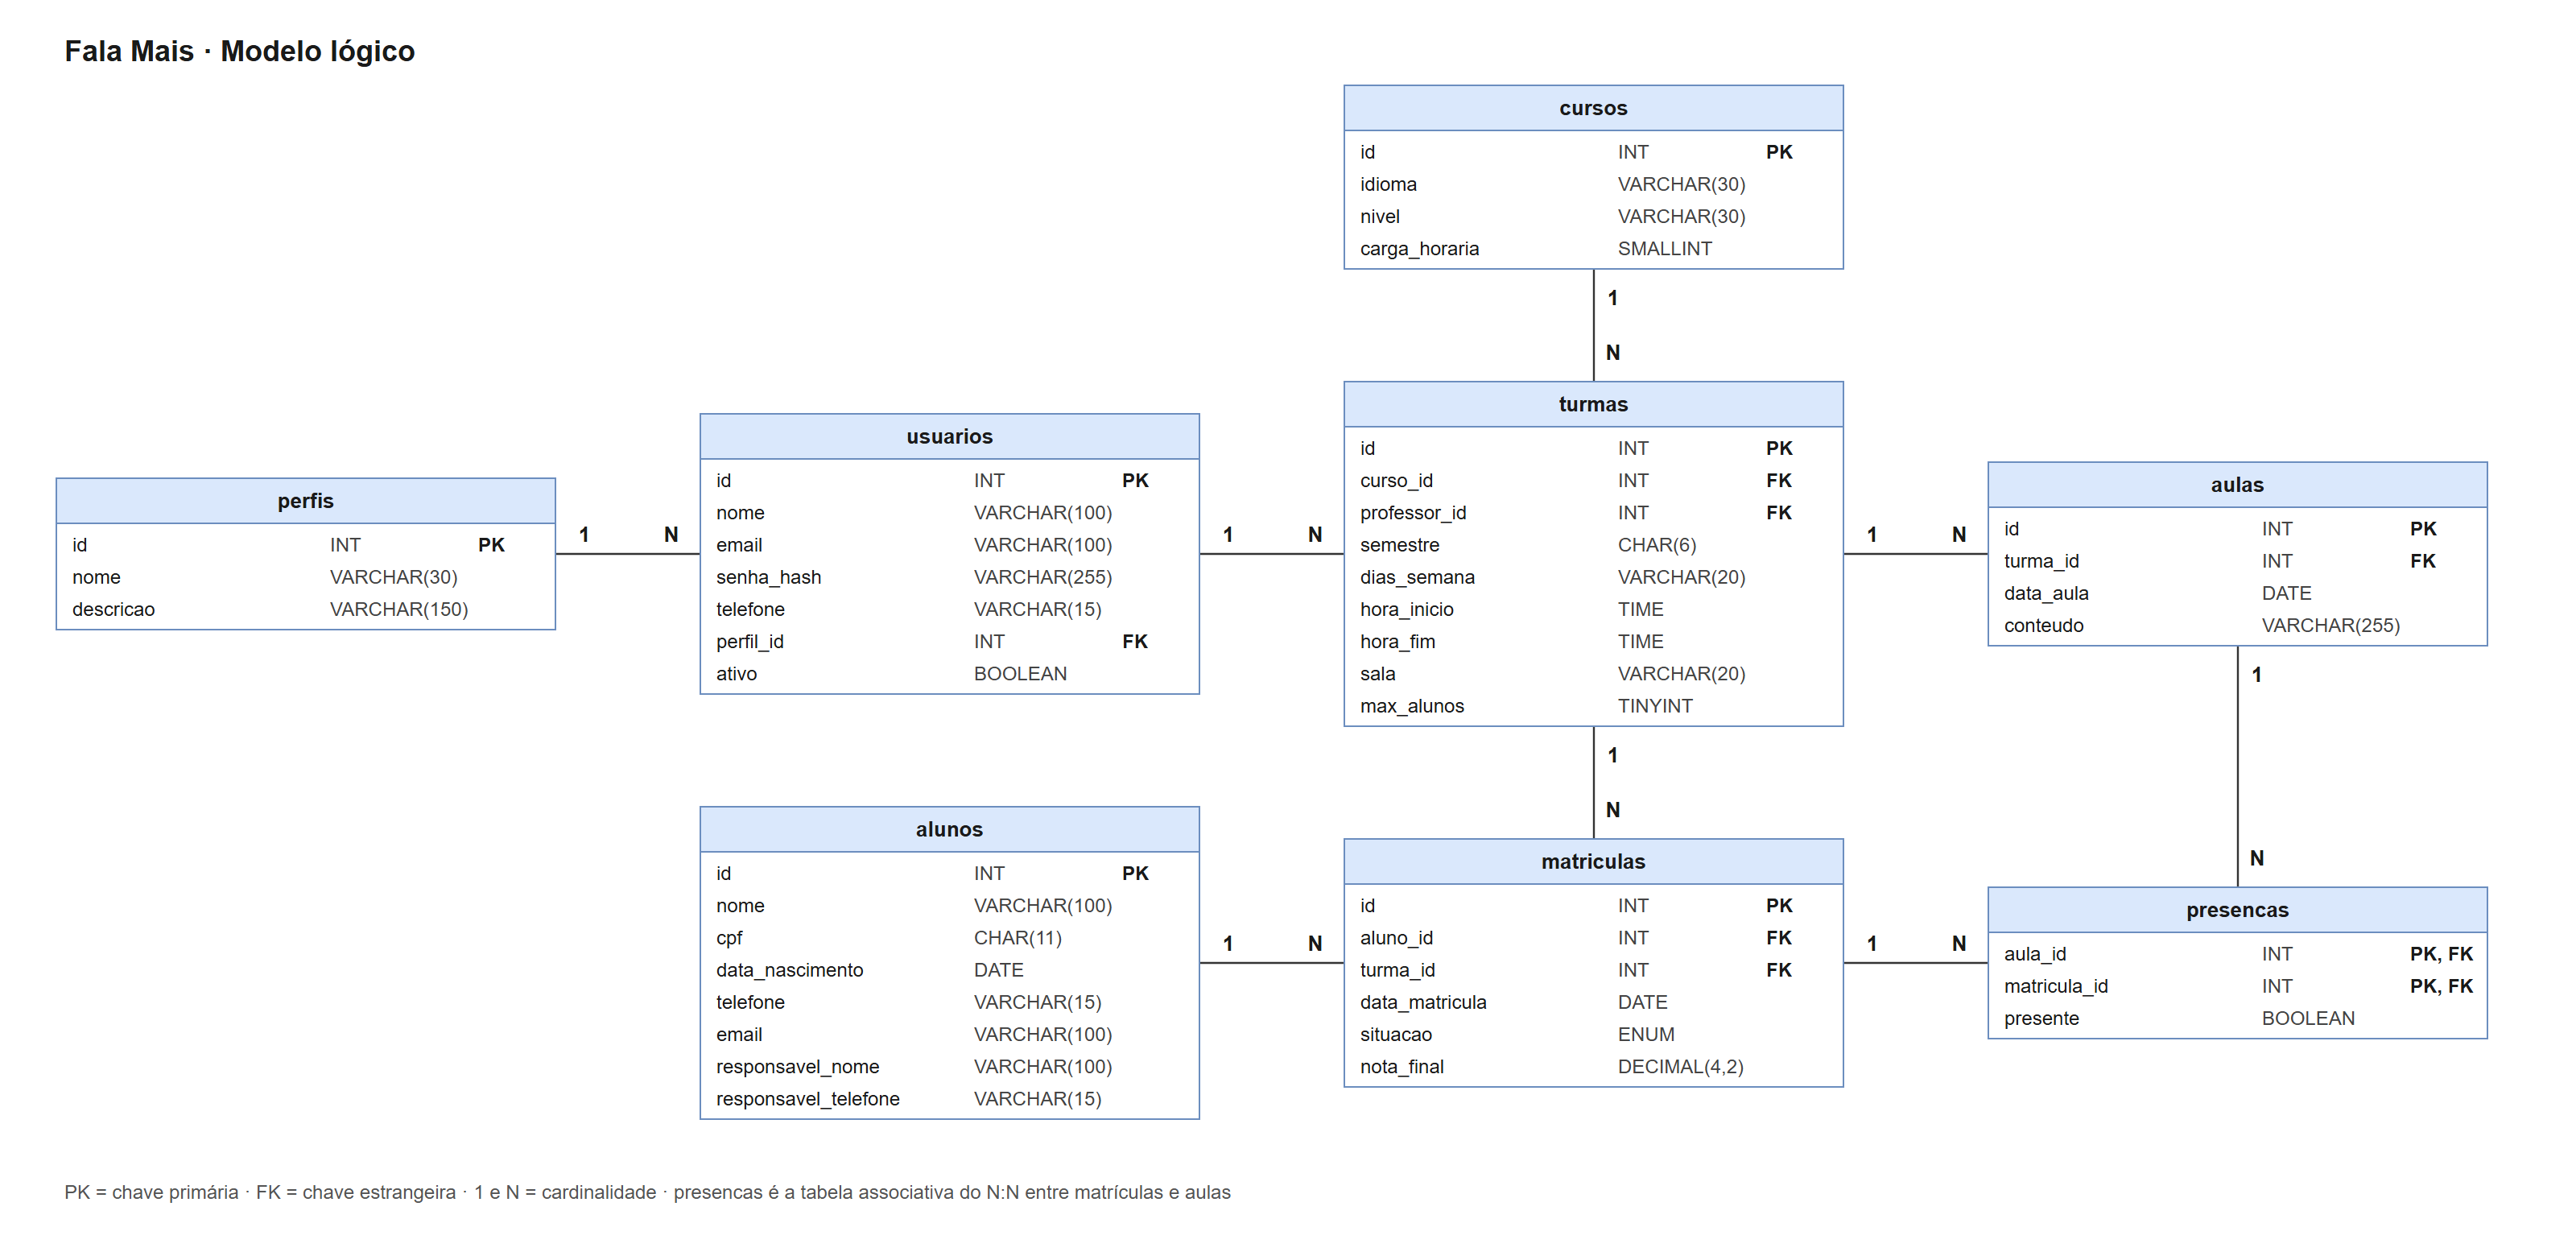 Fala Mais · Modelo lógico
cursos
id INT PK
idioma VARCHAR(30)
nivel VARCHAR(30)
carga_horaria SMALLINT
1
N
turmas
id INT PK
curso_id INT FK
professor_id INT FK
semestre CHAR(6)
dias_semana VARCHAR(20)
hora_inicio TIME
hora_fim TIME
sala VARCHAR(20)
max_alunos TINYINT
usuarios
id INT PK
nome VARCHAR(100)
email VARCHAR(100)
senha_hash VARCHAR(255)
telefone VARCHAR(15)
perfil_id INT FK
ativo BOOLEAN
perfis
id INT PK
nome VARCHAR(30)
descricao VARCHAR(150)
1 N
1 N
1 N
aulas
id INT PK
turma_id INT FK
data_aula DATE
conteudo VARCHAR(255)
1
N
1
N
alunos
id INT PK
nome VARCHAR(100)
cpf CHAR(11)
data_nascimento DATE
telefone VARCHAR(15)
email VARCHAR(100)
responsavel_nome VARCHAR(100)
responsavel_telefone VARCHAR(15)
1 N
matriculas
id INT PK
aluno_id INT FK
turma_id INT FK
data_matricula DATE
situacao ENUM
nota_final DECIMAL(4,2)
1 N
presencas
aula_id INT PK, FK
matricula_id INT PK, FK
presente BOOLEAN
PK = chave primária · FK = chave estrangeira · 1 e N = cardinalidade · presencas é a tabela associativa do N:N entre matrículas e aulas